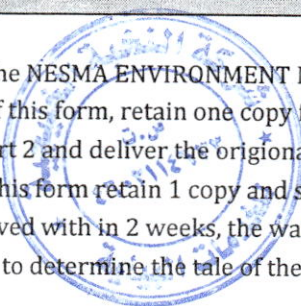 he NESMA ENVIRONMENT
f this form, retain one copy
rt 2 and deliver the origiona
his form retain 1 copy and s
ved with in 2 weeks, the wa
to determine the tale of the